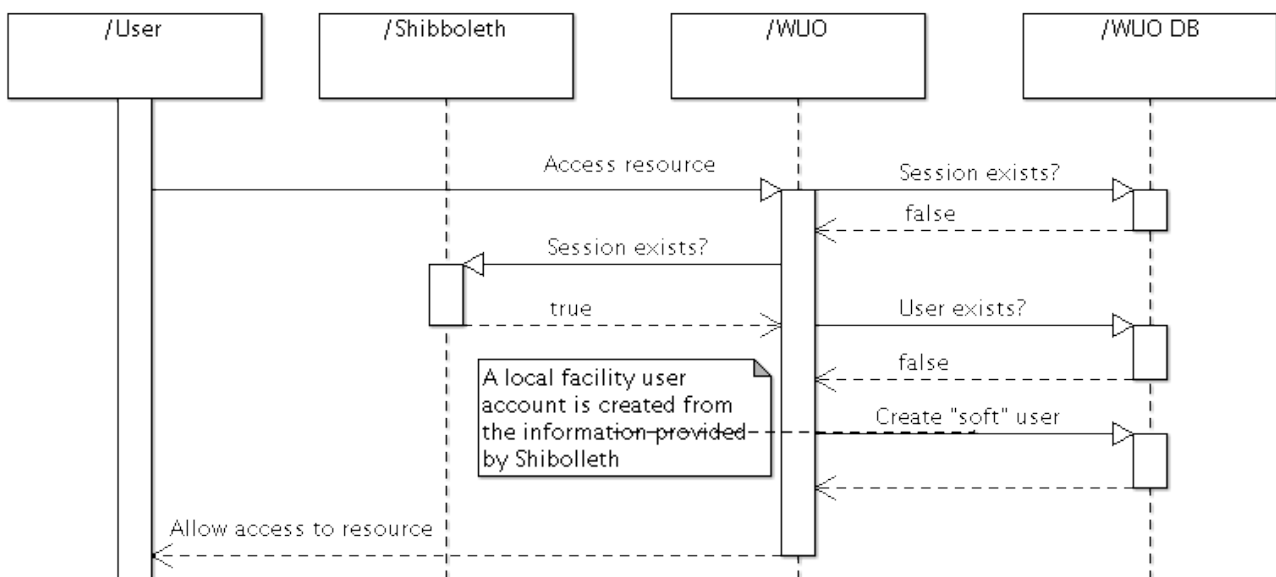 /User
/Shibboleth
/WUO
/WUO DB
Access resource
Session exists?
false
Session exists?
true
User exists?
false
A local facility user
account is created from
the information provided
by Shibolleth
Create "soft" user
Allow access to resource